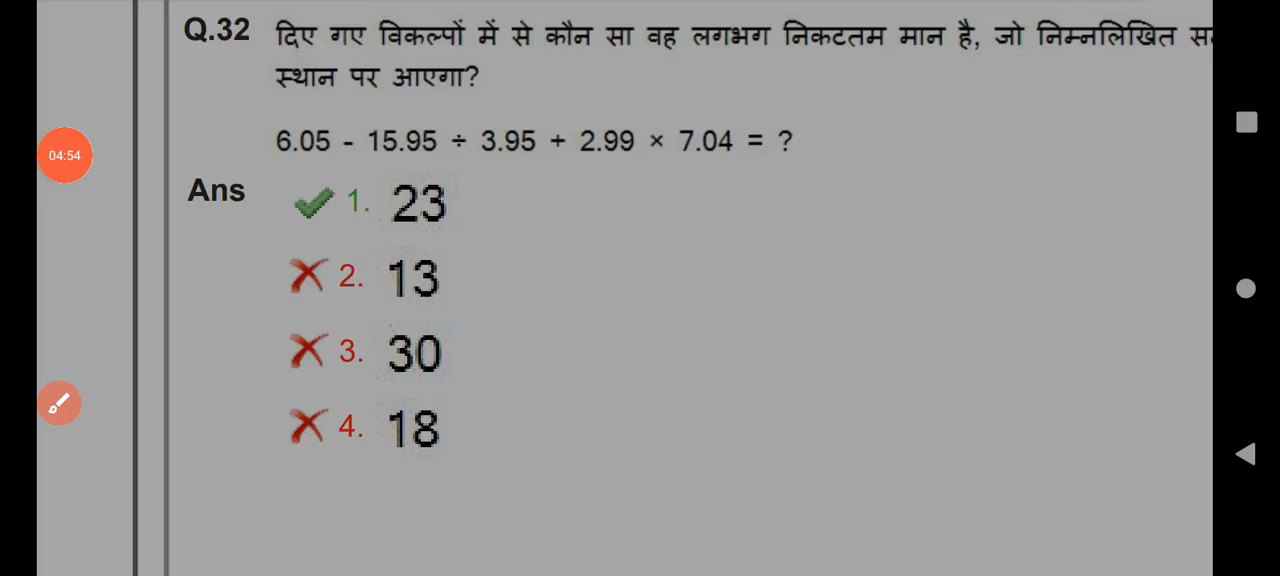 Q.32 दिए गए विकल्पों में से कौन सा वह लगभग निकटतम मान है, जो निम्नलिखित
स्थान पर आएगा?
6.05 - 15.95 ÷ 3.95 + 2.99 × 7.04 = ?
04:54
Ans
1. 23
2. 13
3. 30
4. 18